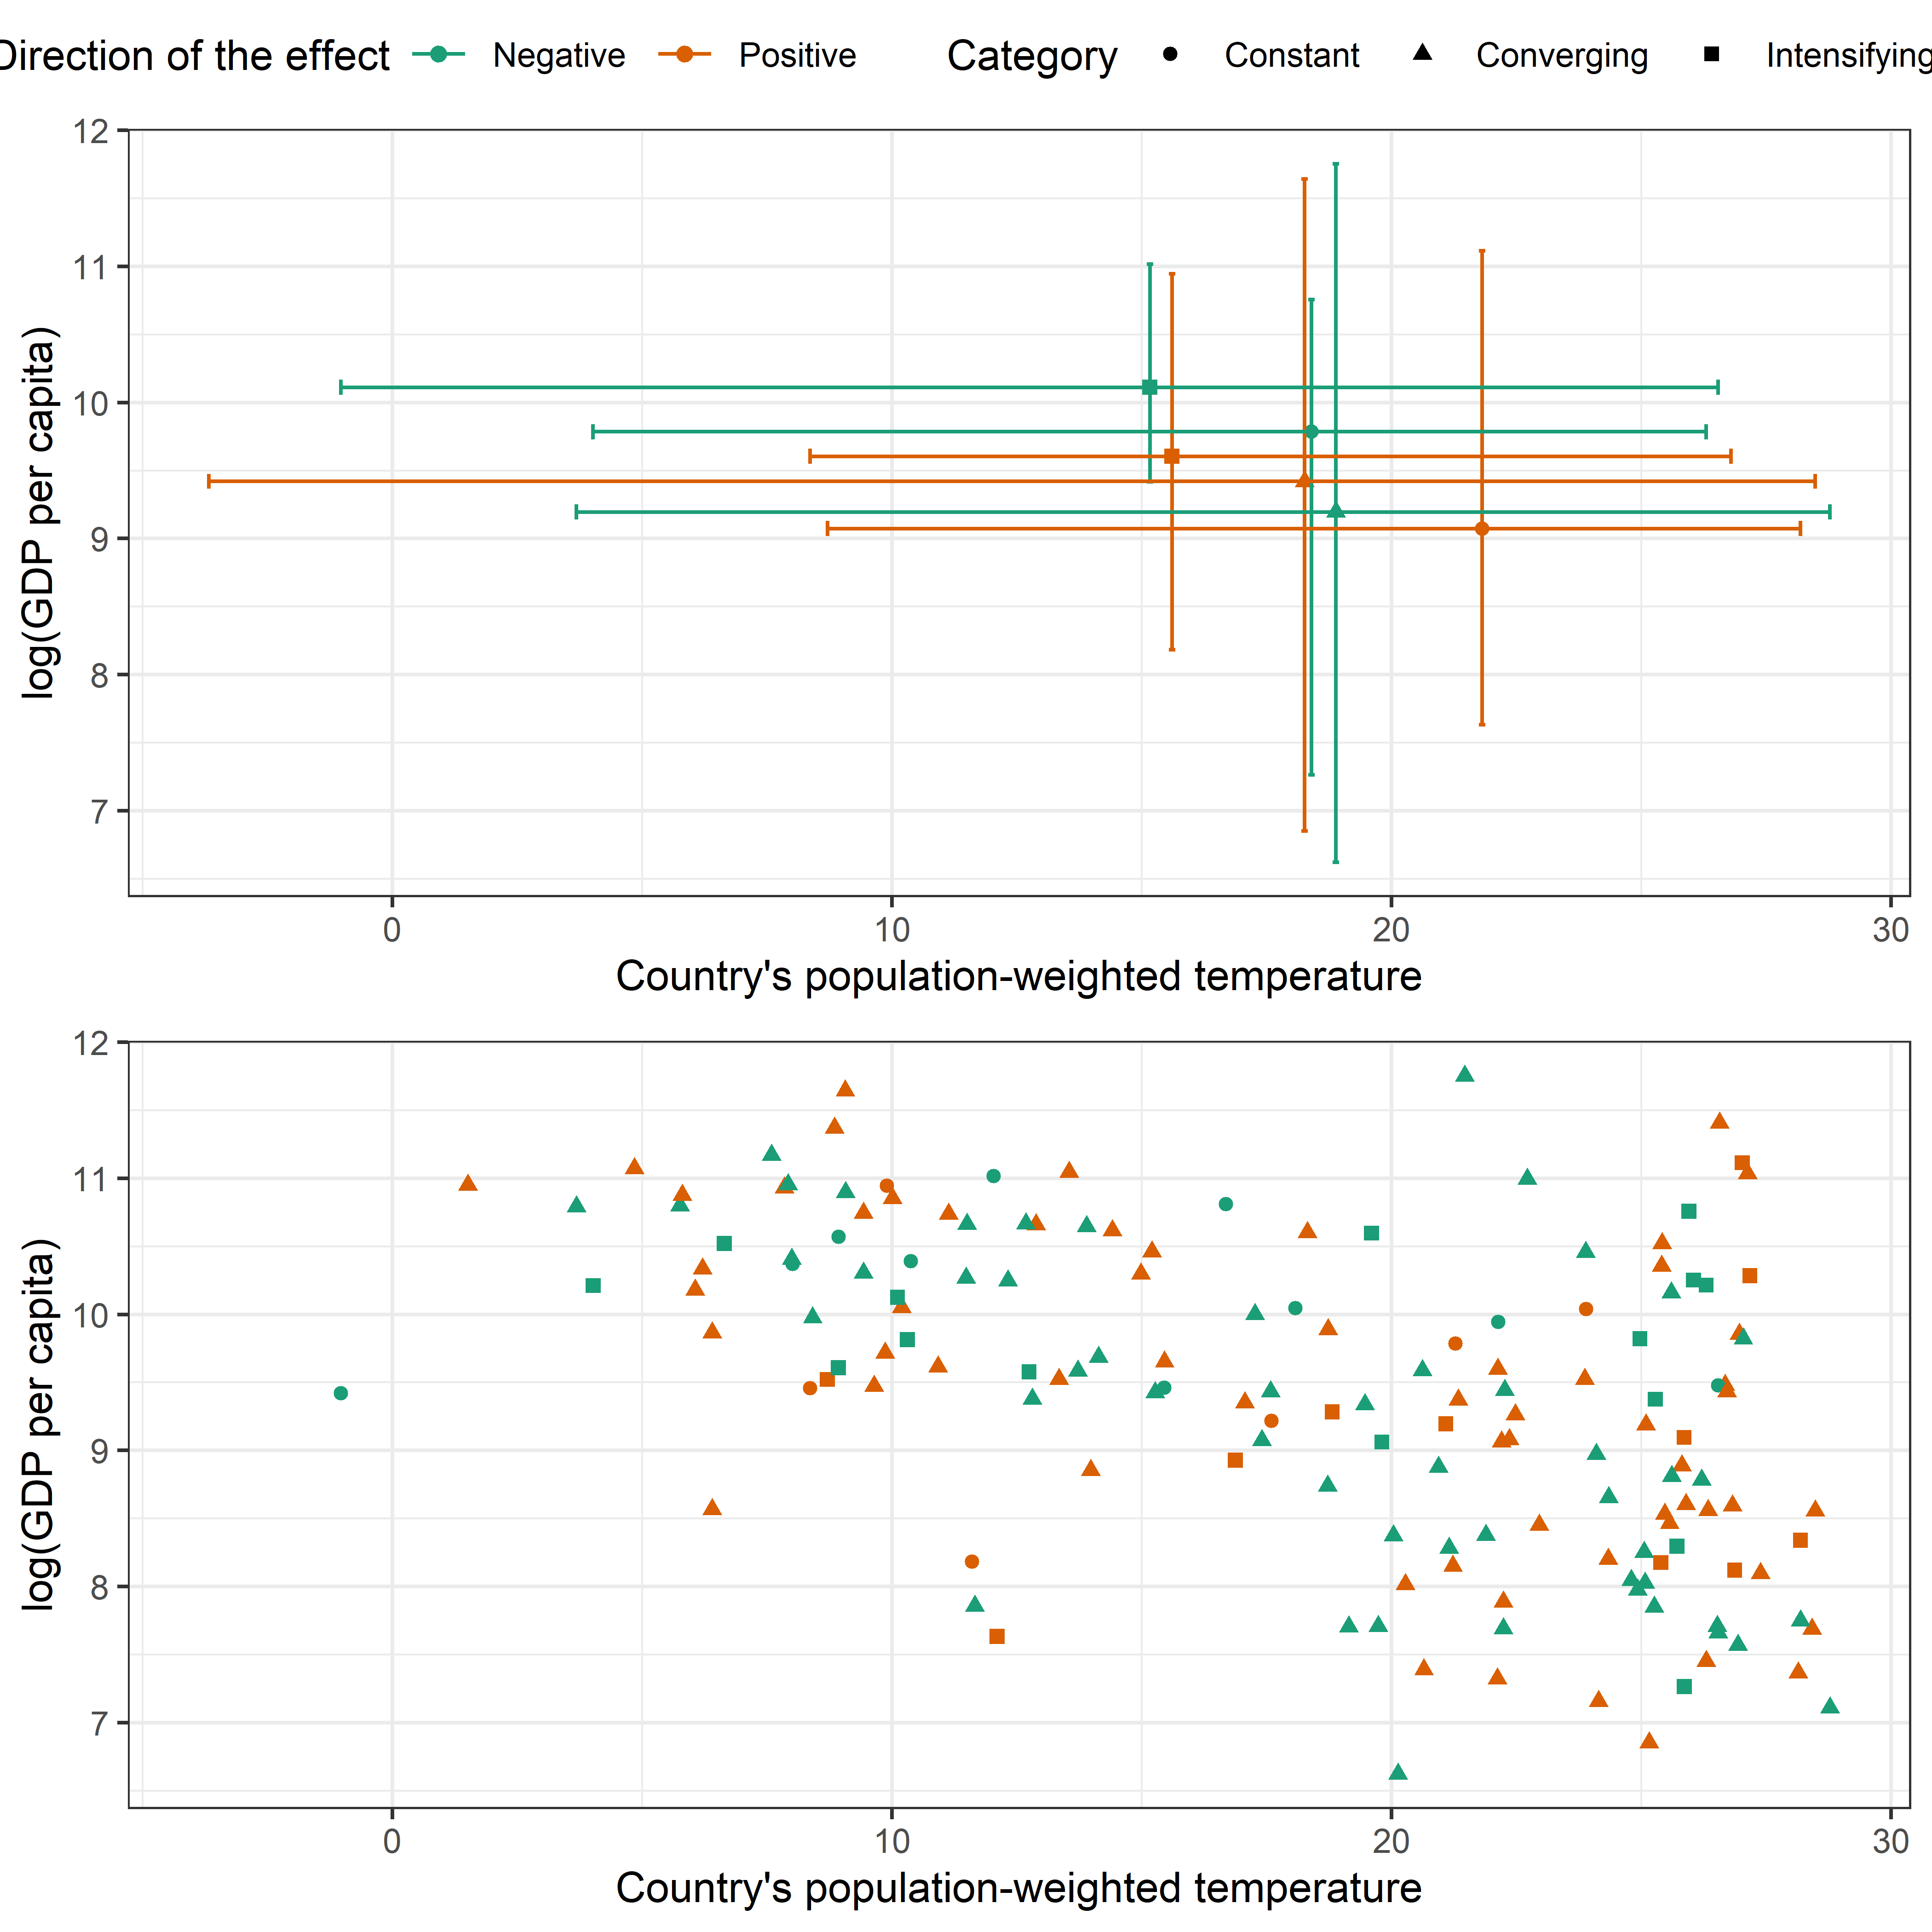 Direction of the effect Negative Positive Category Constant Converging Intensifying
12
11
10
9
8
7
log(GDP per capita)
0 10 20 30
Country's population-weighted temperature
12
11
10
9
8
7
log(GDP per capita)
0 10 20 30
Country's population-weighted temperature